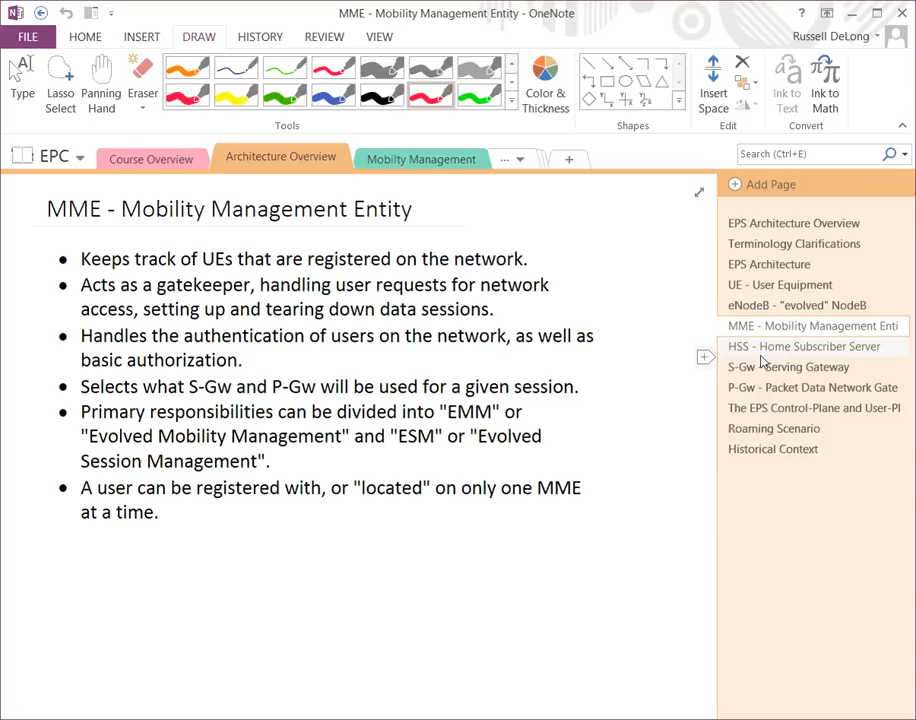 MME - Mobility Management Entity - OneNote
FILE
HOME
INSERT
DRAW
HISTORY
REVIEW
VIEW
Russell DeLong
Type
Lasso
Select
Panning
Hand
Eraser
Color &
Thickness
Insert
Space
Ink to
Text
Ink to
Math
Tools
Shapes
Edit
Convert
EPC
Course Overview
Architecture Overview
Mobilty Management
...
Search (Ctrl+E)
MME - Mobility Management Entity
• Keeps track of UEs that are registered on the network.
• Acts as a gatekeeper, handling user requests for network
access, setting up and tearing down data sessions.
• Handles the authentication of users on the network, as well as
basic authorization.
• Selects what S-Gw and P-Gw will be used for a given session.
• Primary responsibilities can be divided into "EMM" or
"Evolved Mobility Management" and "ESM" or "Evolved
Session Management".
• A user can be registered with, or "located" on only one MME
at a time.
Add Page
EPS Architecture Overview
Terminology Clarifications
EPS Architecture
UE - User Equipment
eNodeB - "evolved" NodeB
MME - Mobility Management Enti
HSS - Home Subscriber Server
S-Gw - Serving Gateway
P-Gw - Packet Data Network Gate
The EPS Control-Plane and User-Pl
Roaming Scenario
Historical Context